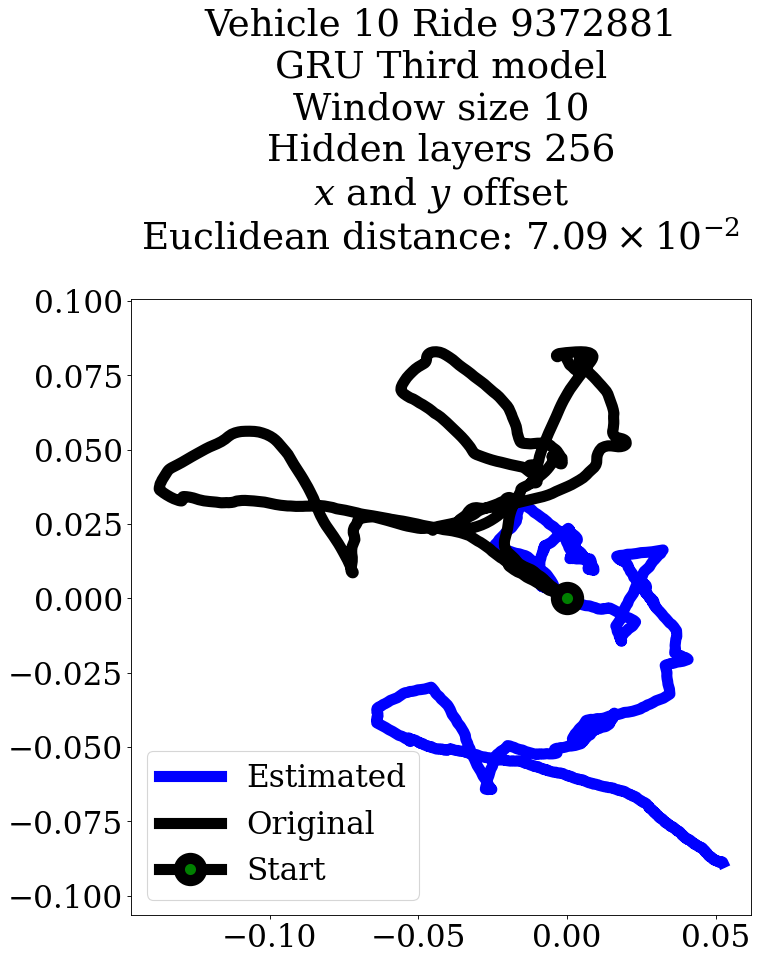 Vehicle 10 Ride 9372881
GRU Third model
Window size 10
Hidden layers 256
x and y offset
Euclidean distance: 7.09 × 10⁻²
0.100
0.075
0.050
0.025
0.000
−0.025
−0.050
−0.075
−0.100
Estimated
Original
Start
−0.10 −0.05 0.00 0.05